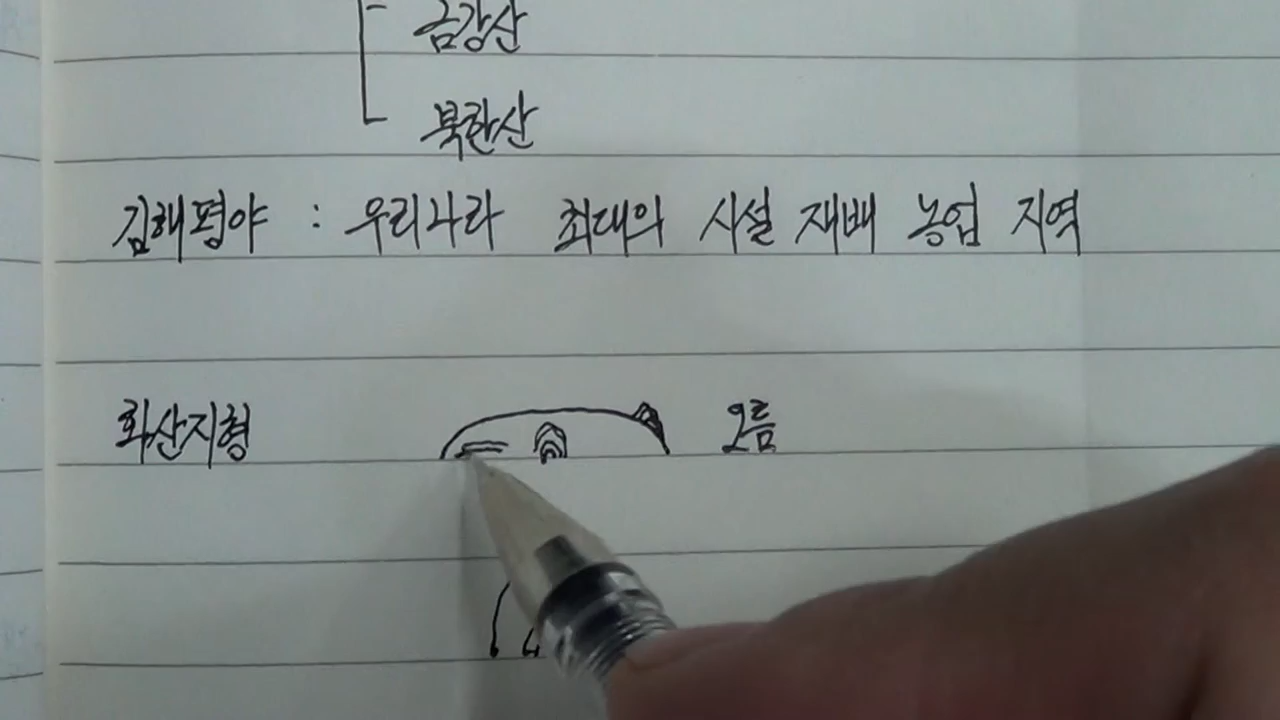 금강산
북한산
김해평야 : 우리나라 최대의 시설 재배 농업 지역
화산지형 오름